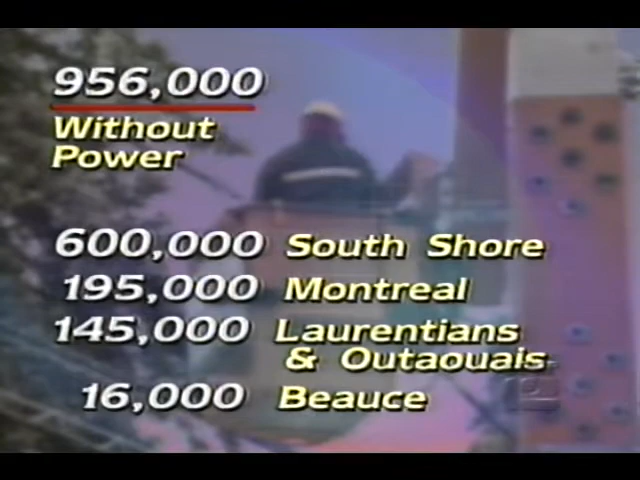 956,000
Without
Power
600,000 South Shore
195,000 Montreal
145,000 Laurentians
& Outaouais
16,000 Beauce